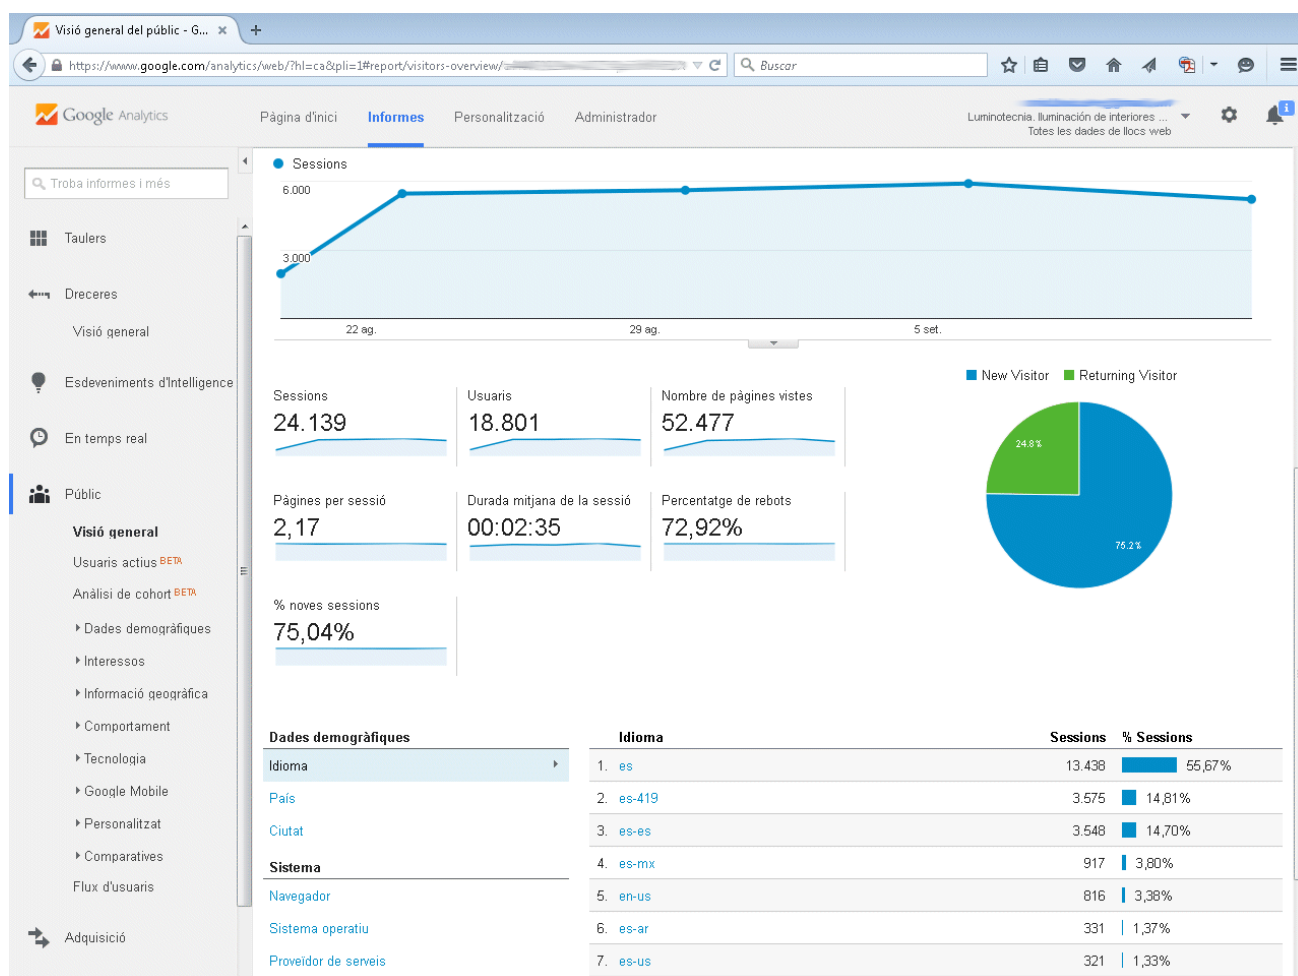 Visió general del públic - G...
https://www.google.com/analytics/web/?hl=ca&pli=1#report/visitors-overview/
Buscar
Google Analytics
Pàgina d'inici
Informes
Personalització
Administrador
Luminotecnia. Iluminación de interiores ...
Totes les dades de llocs web
i
Troba informes i més
Taulers
Dreceres
Visió general
Esdeveniments d'Intelligence
En temps real
Públic
Visió general
Usuaris actius BETA
Anàlisi de cohort BETA
Dades demogràfiques
Interessos
Informació geogràfica
Comportament
Tecnologia
Google Mobile
Personalitzat
Comparatives
Flux d'usuaris
Adquisició
Sessions
6.000
3.000
22 ag.
29 ag.
5 set.
Sessions
24.139
Usuaris
18.801
Nombre de pàgines vistes
52.477
Pàgines per sessió
2,17
Durada mitjana de la sessió
00:02:35
Percentatge de rebots
72,92%
% noves sessions
75,04%
New Visitor
Returning Visitor
24.8%
75.2%
Dades demogràfiques
Idioma
País
Ciutat
Sistema
Navegador
Sistema operatiu
Proveïdor de serveis
Idioma Sessions % Sessions
1. es 13.438 55,67%
2. es-419 3.575 14,81%
3. es-es 3.548 14,70%
4. es-mx 917 3,80%
5. en-us 816 3,38%
6. es-ar 331 1,37%
7. es-us 321 1,33%